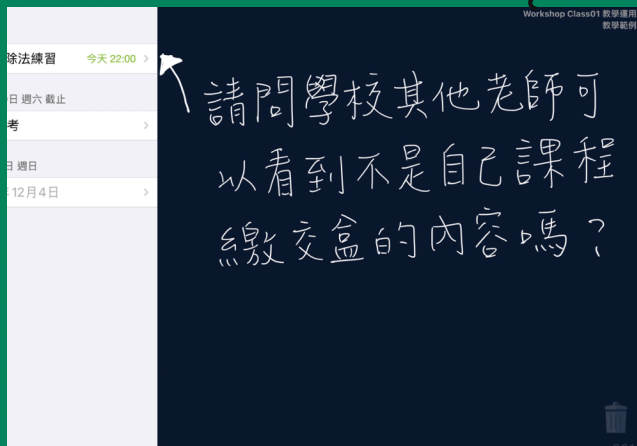 Workshop Class01 教學運用
教學範例
除法練習 今天 22:00
日 週六 截止
考
日 週日
12月4日
請問學校其他老師可
以看到不是自己課程
繳交盒的內容嗎?